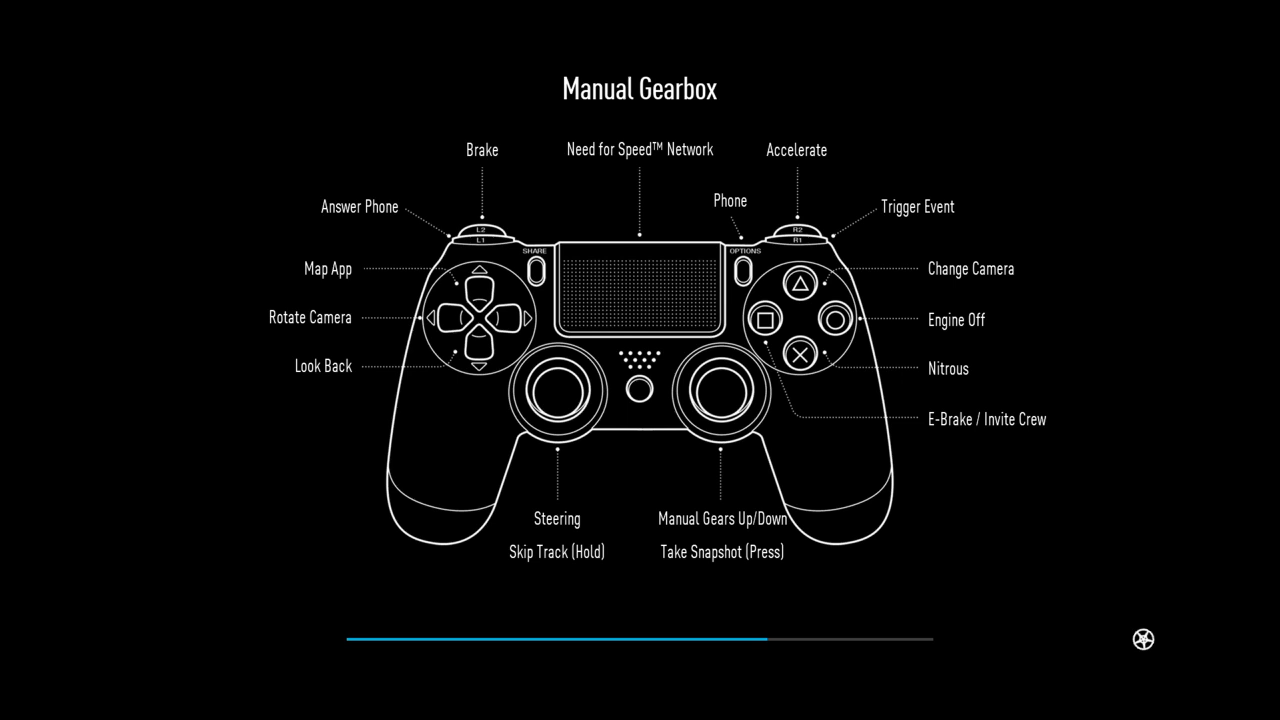 Manual Gearbox
Brake
Need for Speed™ Network
Accelerate
Answer Phone
Phone
Trigger Event
L2
R2
L1
R1
SHARE
OPTIONS
Map App
Change Camera
Rotate Camera
Engine Off
Look Back
Nitrous
E-Brake / Invite Crew
Steering
Manual Gears Up/Down
Skip Track (Hold)
Take Snapshot (Press)